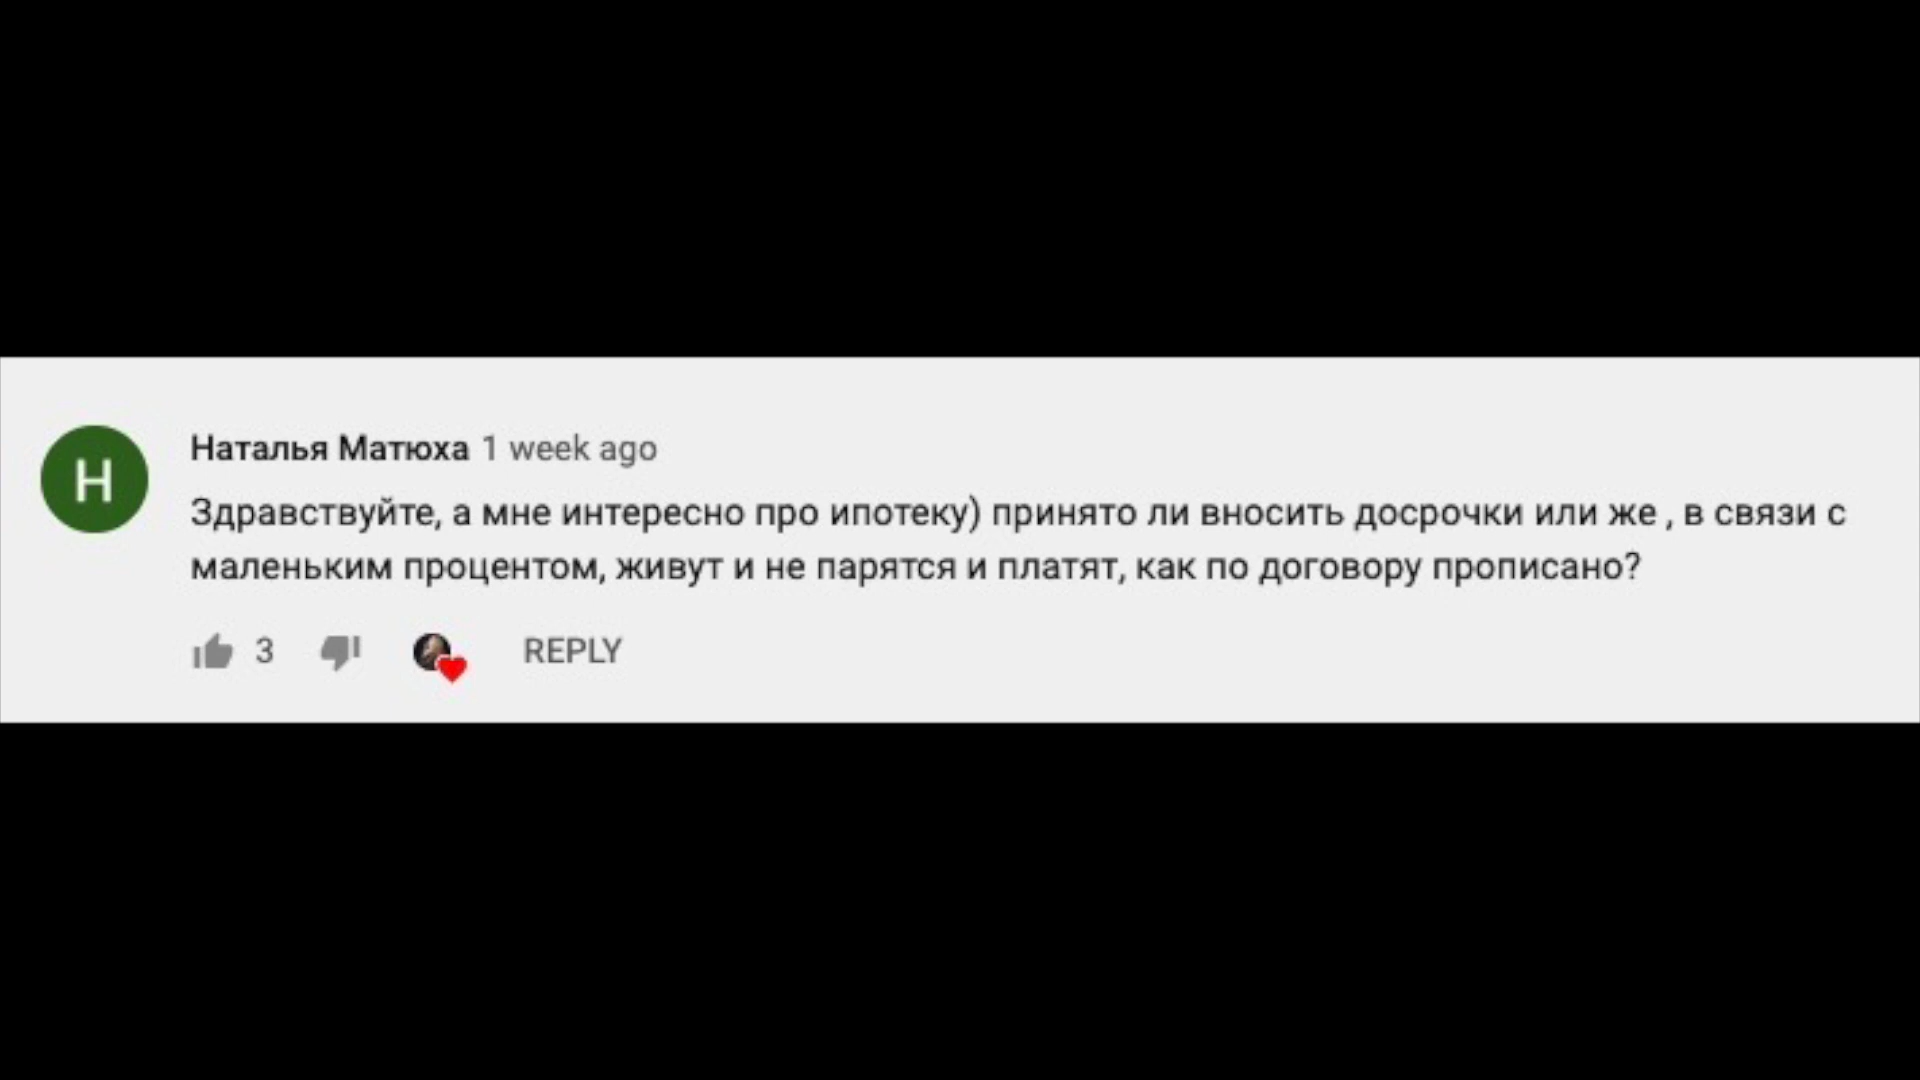 Н
Наталья Матюха 1 week ago
Здравствуйте, а мне интересно про ипотеку) принято ли вносить досрочки или же , в связи с
маленьким процентом, живут и не парятся и платят, как по договору прописано?
3 REPLY